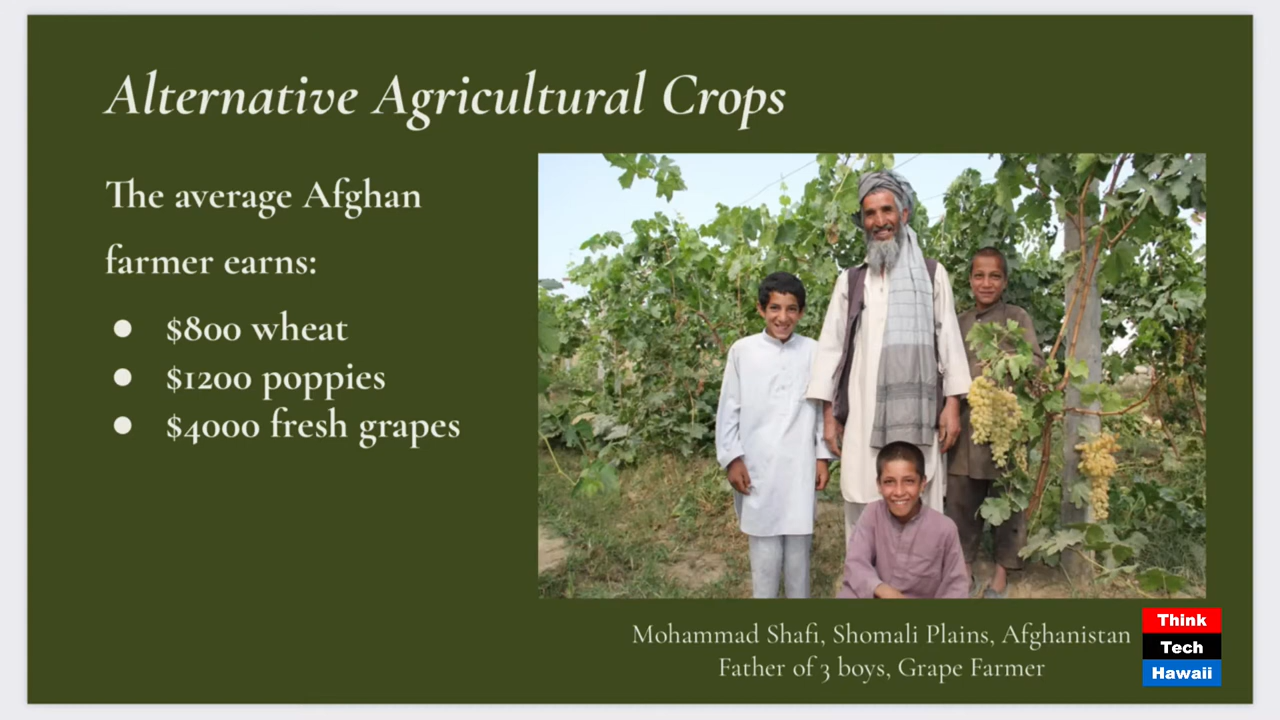 Alternative Agricultural Crops
The average Afghan
farmer earns:
● $800 wheat
● $1200 poppies
● $4000 fresh grapes
Mohammad Shafi, Shomali Plains, Afghanistan
Father of 3 boys, Grape Farmer
Think
Tech
Hawaii